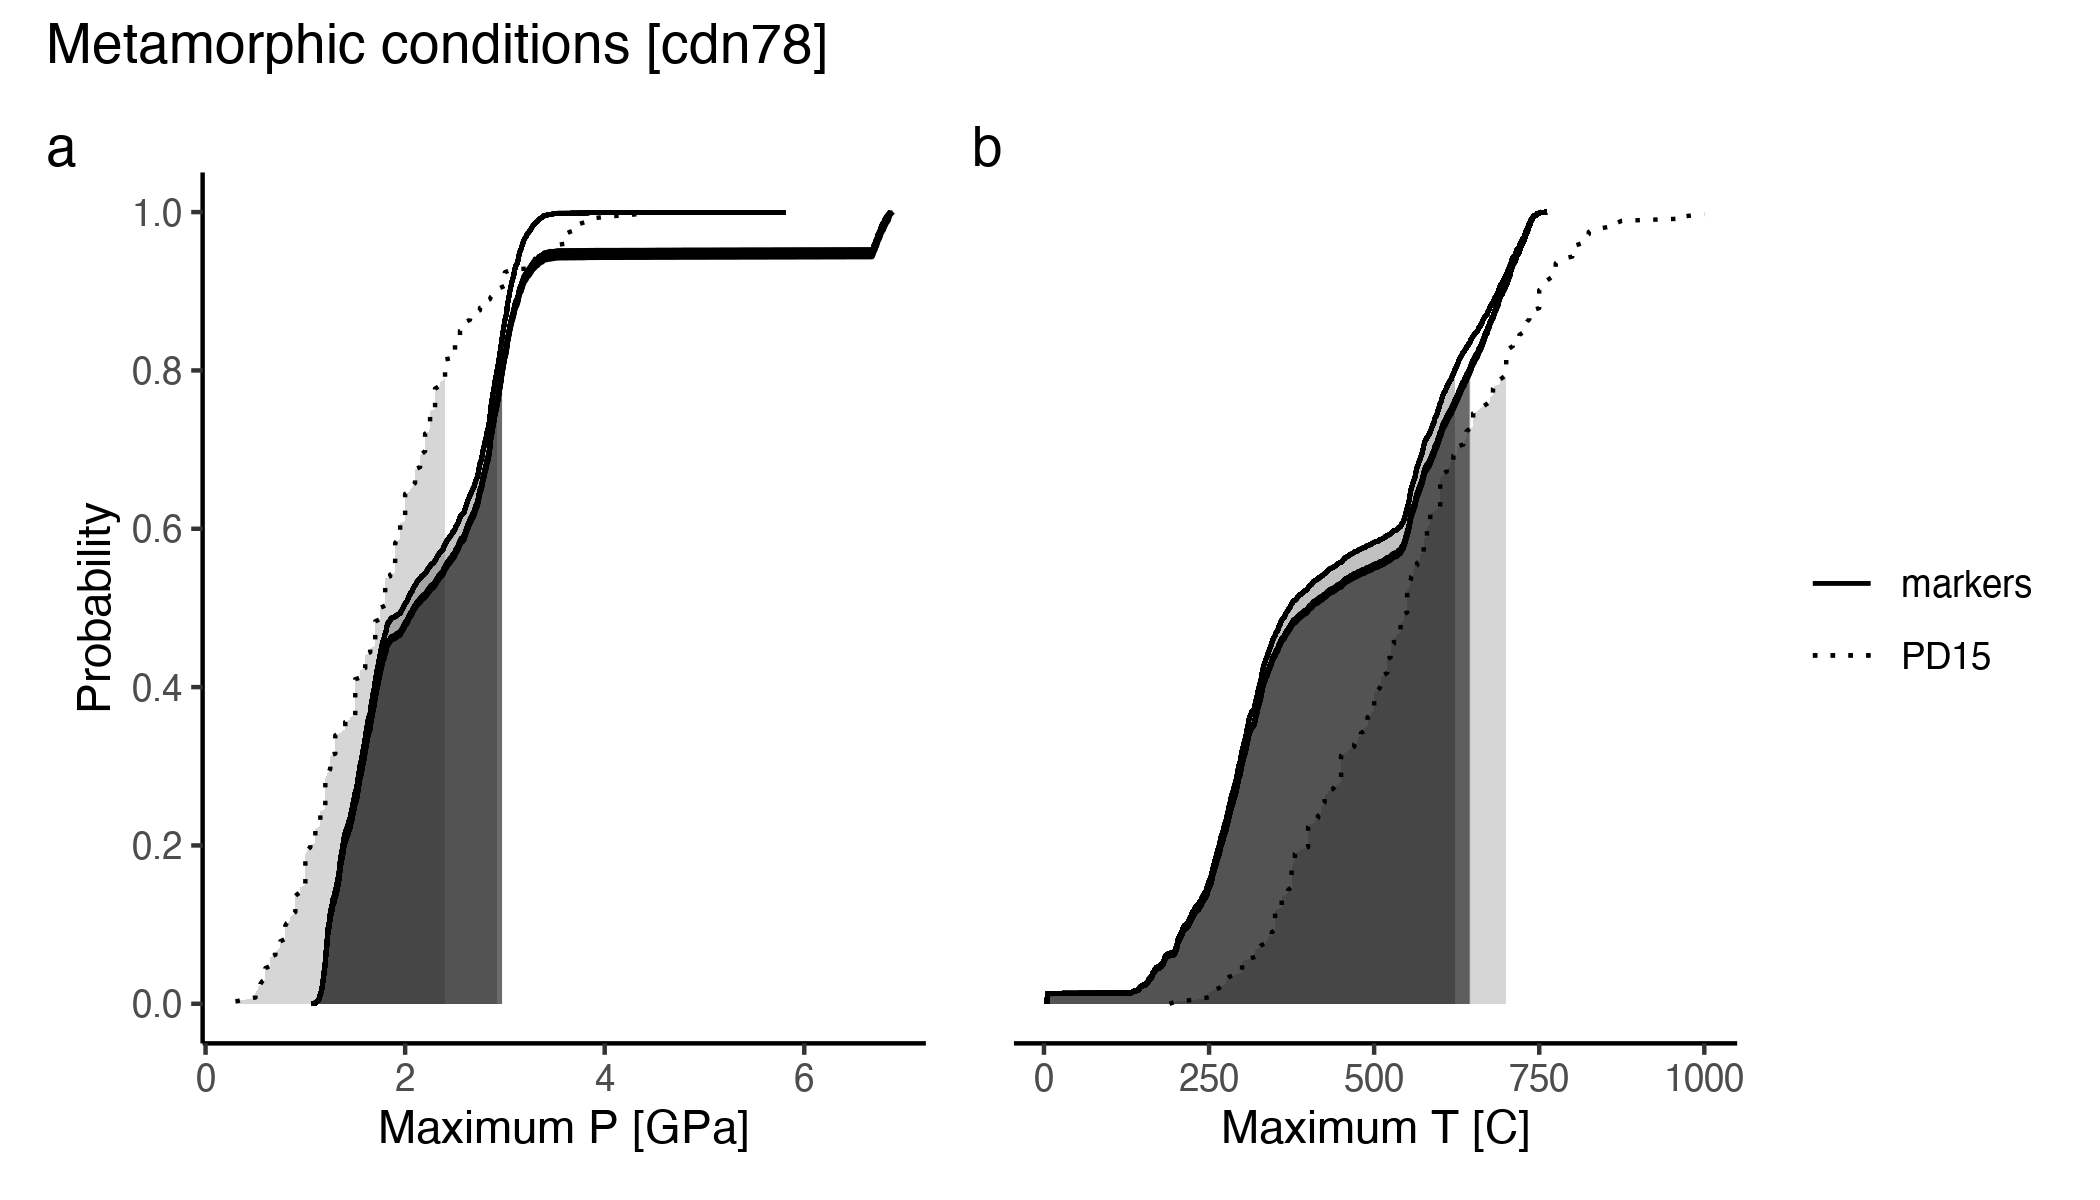 Metamorphic conditions [cdn78]
a
b
Probability
1.0
0.8
0.6
0.4
0.2
0.0
0 2 4 6
Maximum P [GPa]
0 250 500 750 1000
Maximum T [C]
markers
PD15